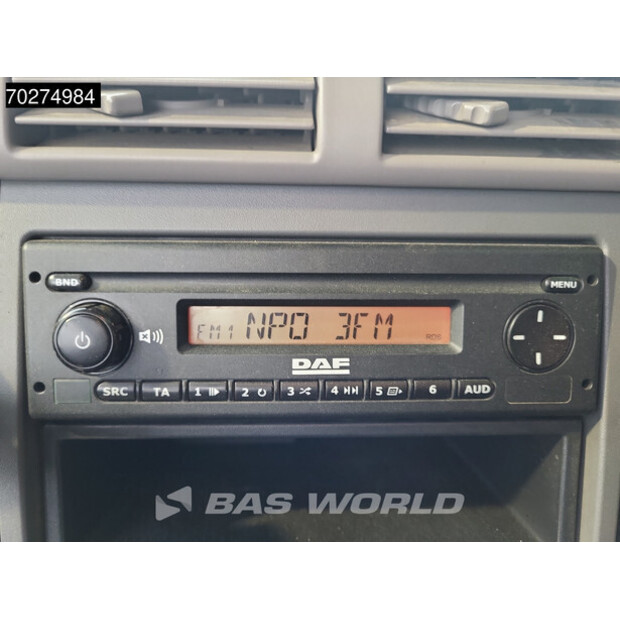 70274984
BND
MENU
FM1 NPO 3FM
DAF
SRC TA 1 2 3 4 5 6 AUD
BAS WORLD